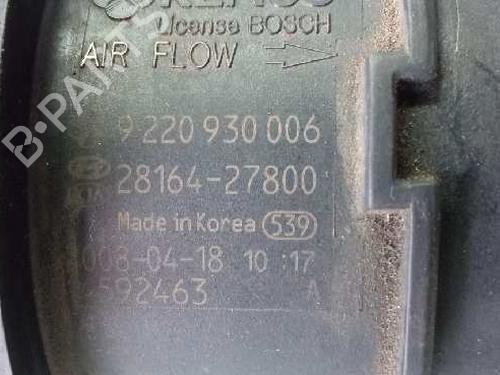 License BOSCH
AIR FLOW
9 220 930 006
28164-27800
Made in Korea 539
008-04-18 10:17
592463 A
B-PARTS